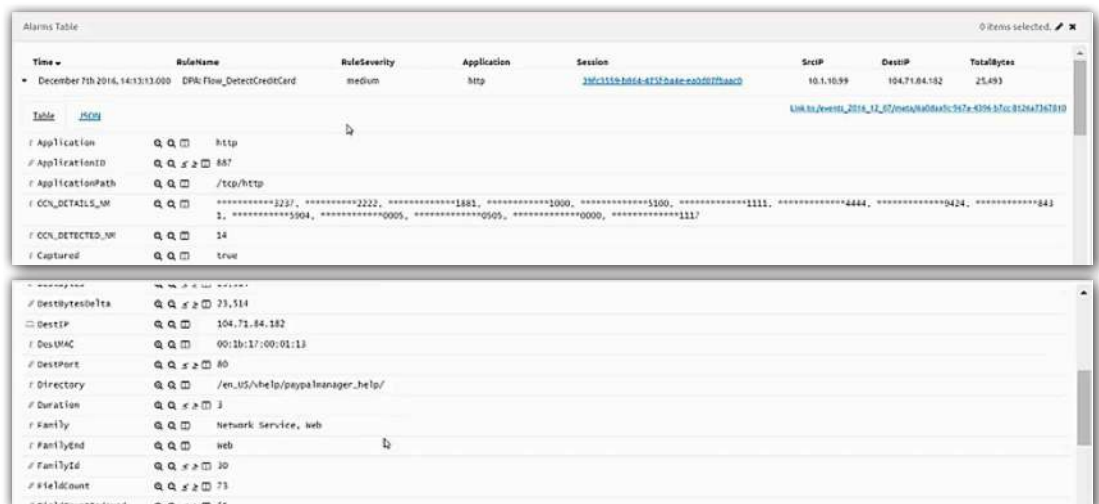 Alarms Table 0 items selected.
Time RuleName RuleSeverity Application Session SrcIP DestIP TotalBytes
December 7th 2016, 14:13:13.000 DPA: Flow_DetectCreditCard medium http 10.1.10.99 104.71.84.182 25,493
Table JSON
t Application http
# ApplicationID 887
t ApplicationPath /tcp/http
t CCN_DETAILS_NM ************3237, ***********2222, **************1881, *************1000, *************5100, *************1111, **************4444, **************9424, ************843
1, ************5904, *************0005, **************0505, *************0000, **************1117
t CCN_DETECTED_NM 14
t Captured true
# DestBytesDelta 23,514
DestIP 104.71.84.182
t DestMAC 00:1b:17:00:01:13
# DestPort 80
t Directory /en_US/vhelp/paypalmanager_help/
# Duration 3
t Family Network Service, Web
t FamilyEnd Web
# FamilyId 30
# FieldCount 73